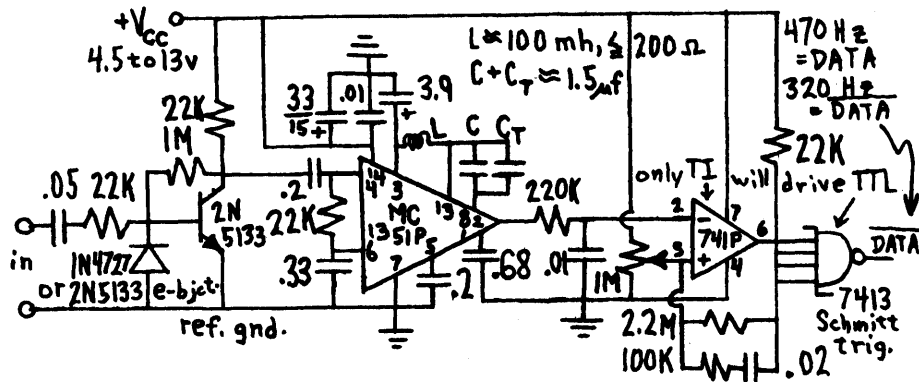 +Vcc
4.5 to 13v
22K
1M
.05
22K
in
1N4727
or 2N5133 e-bjct.
2N
5133
ref. gnd.
33
15
+
.01
3.9
+
L
C
CT
L ≈ 100 mh, ≤ 200 Ω
C + CT ≈ 1.5 µf
.2
22K
.33
14
4
3
MC
1351P
13
8
2
6
5
7
.2
.68
220K
.01
1M
only TI
will drive TTL
2
-
7
741P
3
+
4
6
2.2M
100K
.02
22K
470 Hz
= DATA
320 Hz
= DATA
DATA
7413
Schmitt
trig.